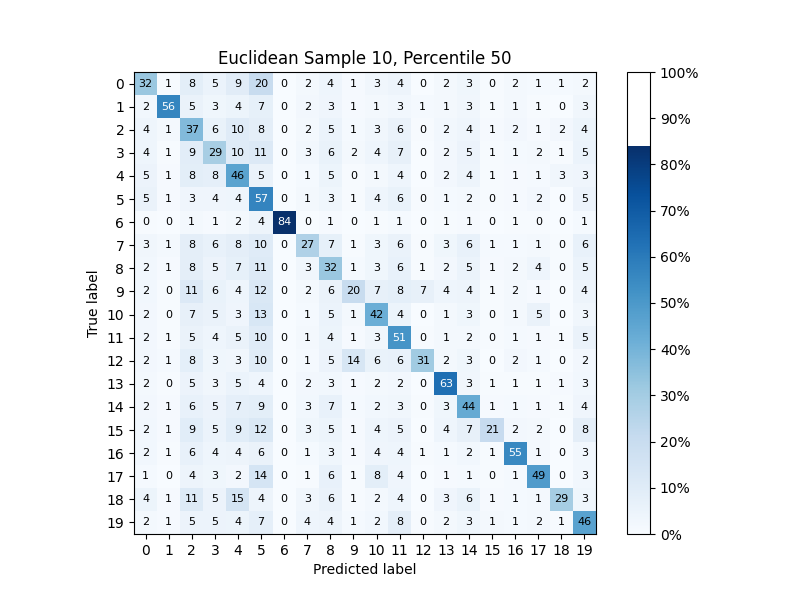 Euclidean Sample 10, Percentile 50
True label
0 32 1 8 5 9 20 0 2 4 1 3 4 0 2 3 0 2 1 1 2
1 2 56 5 3 4 7 0 2 3 1 1 3 1 1 3 1 1 1 0 3
2 4 1 37 6 10 8 0 2 5 1 3 6 0 2 4 1 2 1 2 4
3 4 1 9 29 10 11 0 3 6 2 4 7 0 2 5 1 1 2 1 5
4 5 1 8 8 46 5 0 1 5 0 1 4 0 2 4 1 1 1 3 3
5 5 1 3 4 4 57 0 1 3 1 4 6 0 1 2 0 1 2 0 5
6 0 0 1 1 2 4 84 0 1 0 1 1 0 1 1 0 1 0 0 1
7 3 1 8 6 8 10 0 27 7 1 3 6 0 3 6 1 1 1 0 6
8 2 1 8 5 7 11 0 3 32 1 3 6 1 2 5 1 2 4 0 5
9 2 0 11 6 4 12 0 2 6 20 7 8 7 4 4 1 2 1 0 4
10 2 0 7 5 3 13 0 1 5 1 42 4 0 1 3 0 1 5 0 3
11 2 1 5 4 5 10 0 1 4 1 3 51 0 1 2 0 1 1 1 5
12 2 1 8 3 3 10 0 1 5 14 6 6 31 2 3 0 2 1 0 2
13 2 0 5 3 5 4 0 2 3 1 2 2 0 63 3 1 1 1 1 3
14 2 1 6 5 7 9 0 3 7 1 2 3 0 3 44 1 1 1 1 4
15 2 1 9 5 9 12 0 3 5 1 4 5 0 4 7 21 2 2 0 8
16 2 1 6 4 4 6 0 1 3 1 4 4 1 1 2 1 55 1 0 3
17 1 0 4 3 2 14 0 1 6 1 8 4 0 1 1 0 1 49 0 3
18 4 1 11 5 15 4 0 3 6 1 2 4 0 3 6 1 1 1 29 3
19 2 1 5 5 4 7 0 4 4 1 2 8 0 2 3 1 1 2 1 46
0 1 2 3 4 5 6 7 8 9 10 11 12 13 14 15 16 17 18 19
Predicted label
100%
90%
80%
70%
60%
50%
40%
30%
20%
10%
0%